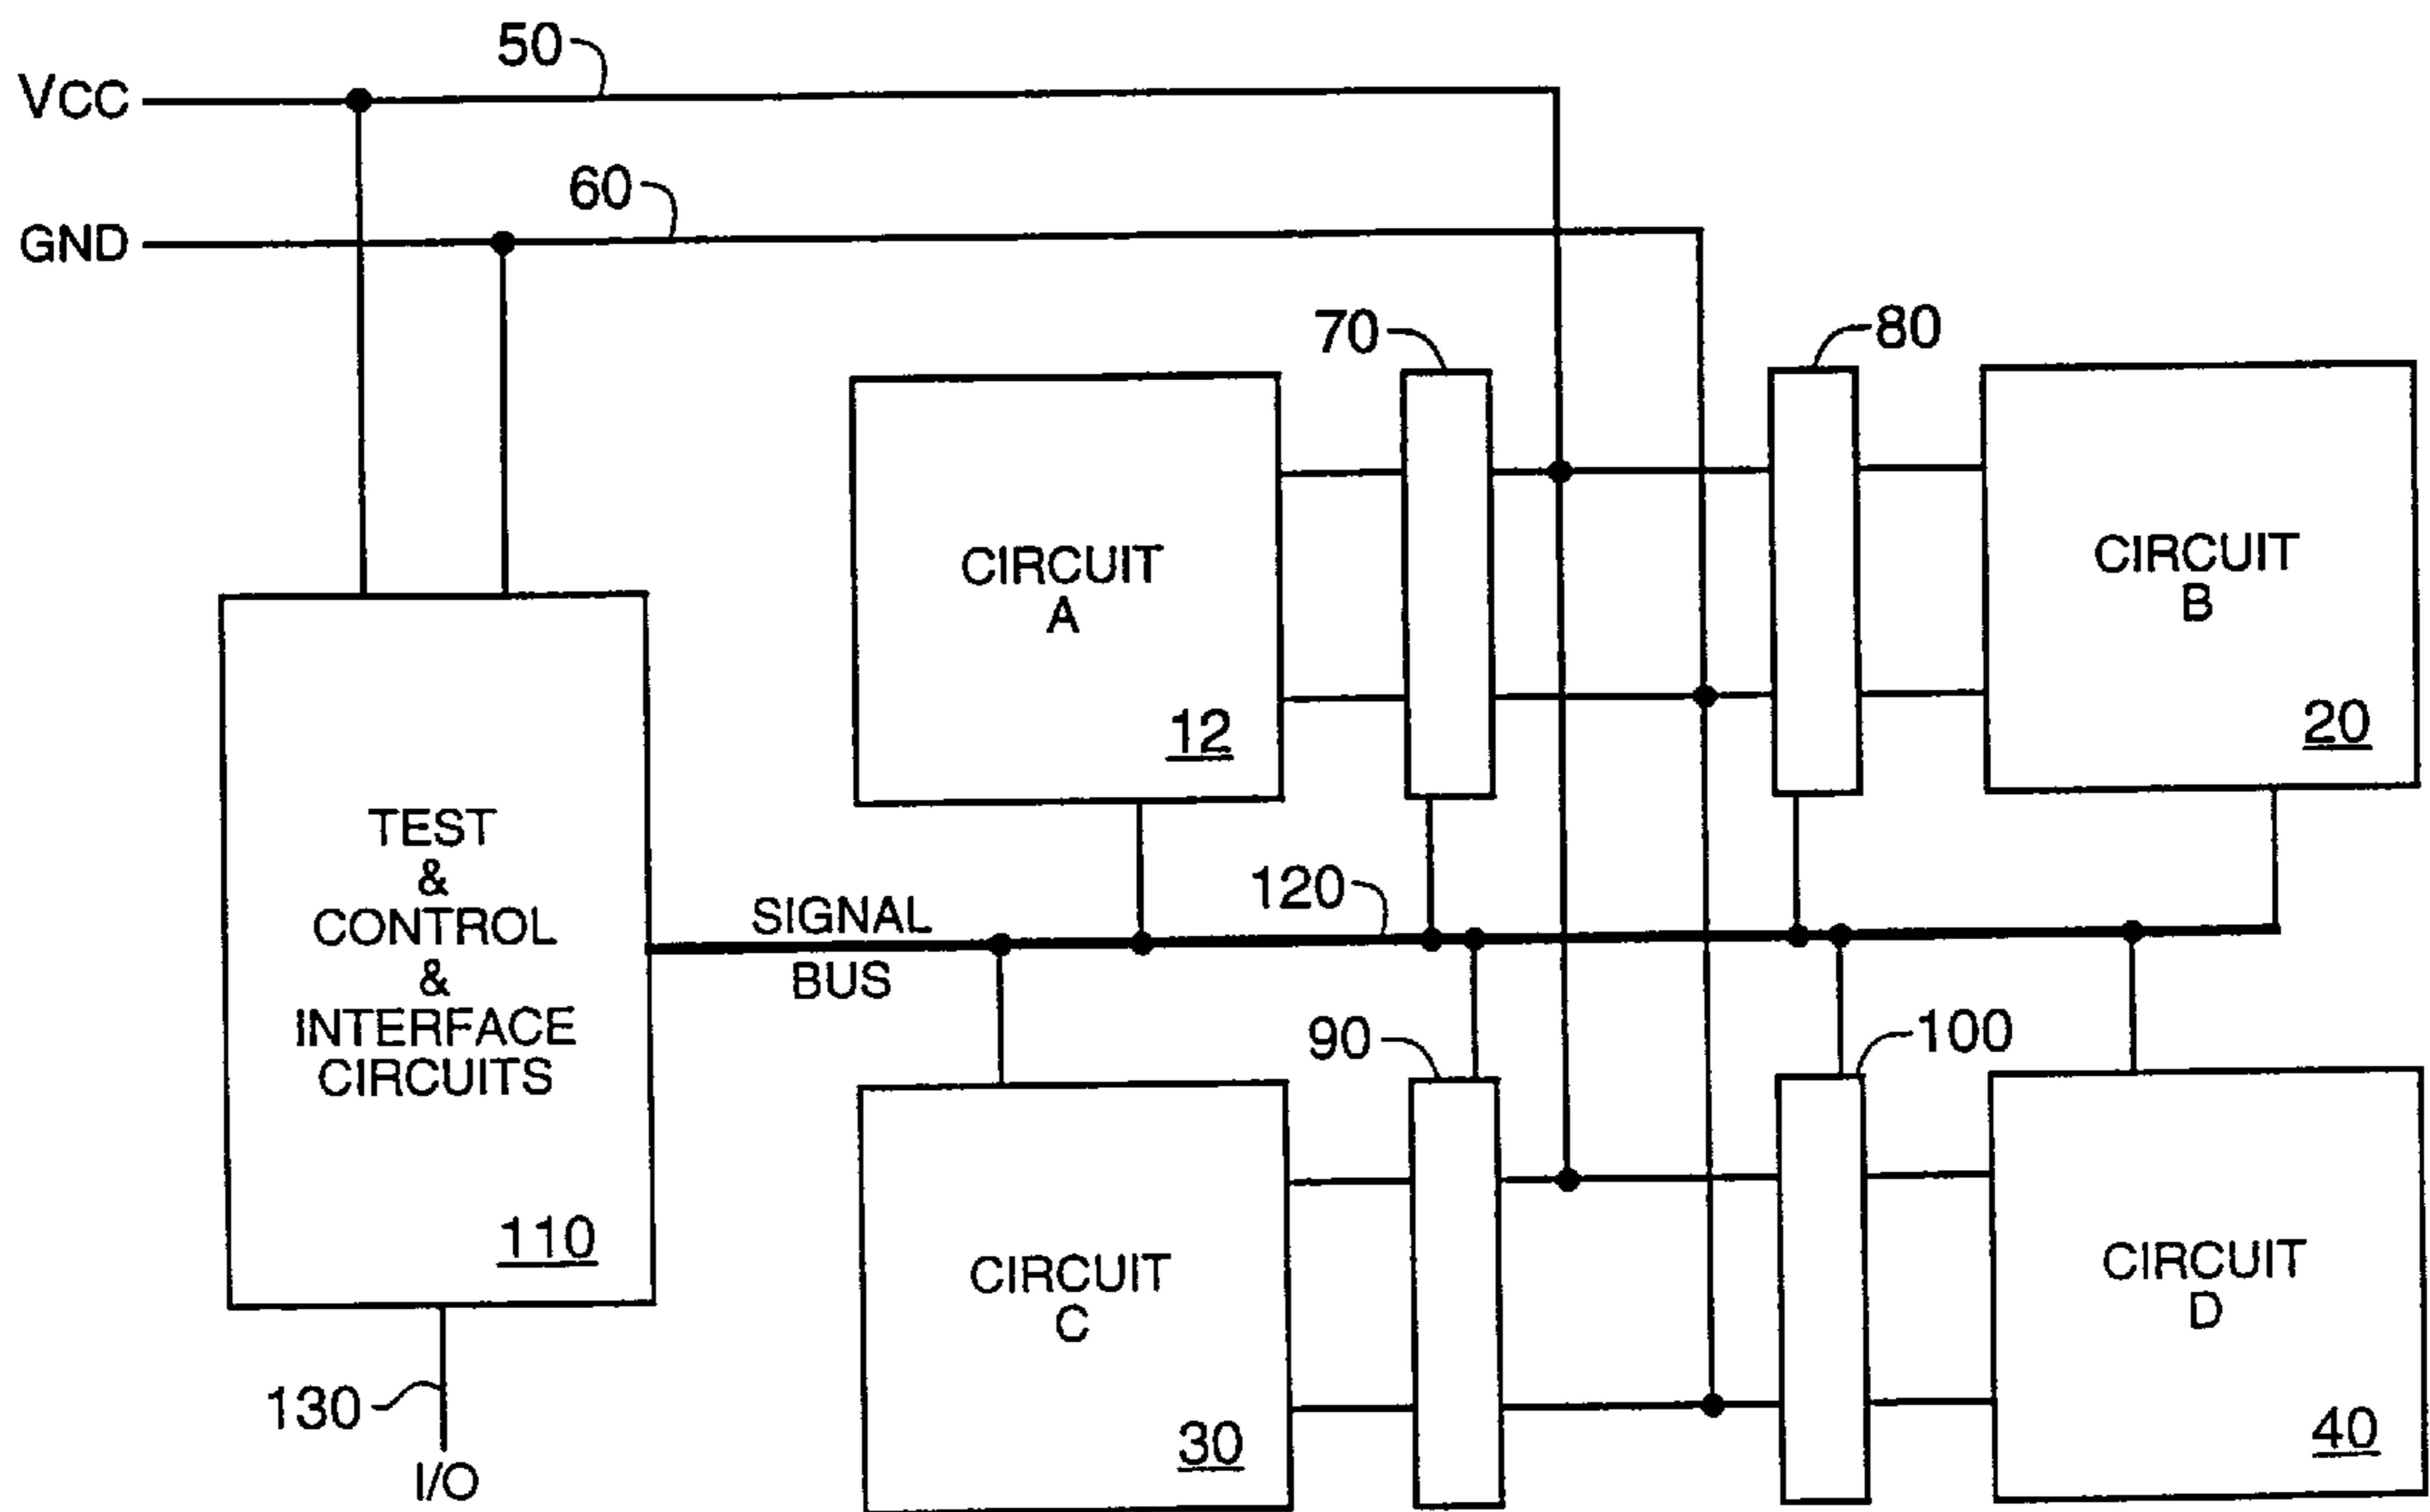 50
VCC
60
GND
70
80
CIRCUIT
A
12
CIRCUIT
B
20
TEST
&
CONTROL
&
INTERFACE
CIRCUITS
110
SIGNAL
BUS
120
90
100
CIRCUIT
C
30
CIRCUIT
D
40
130
I/O